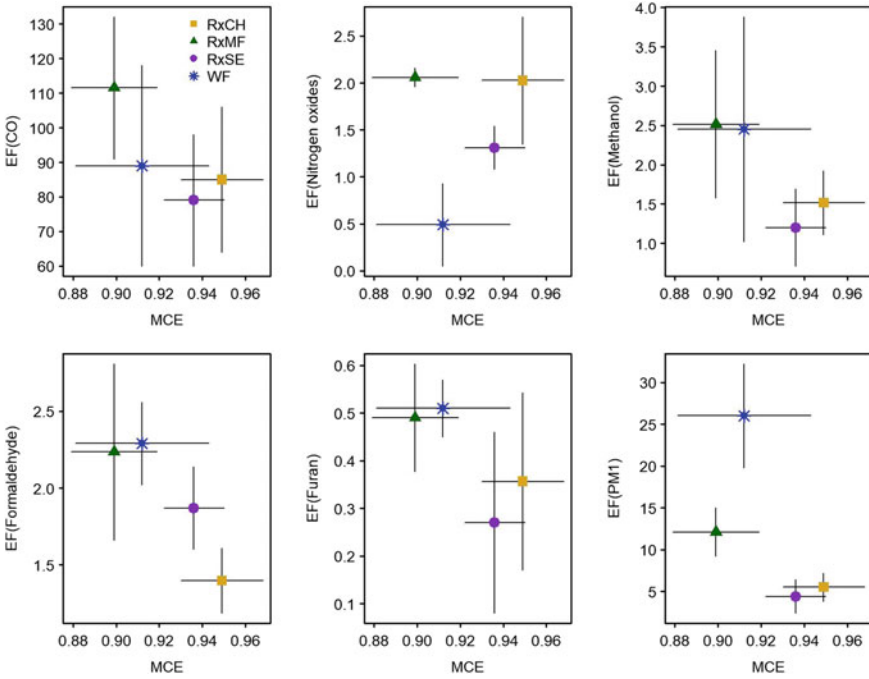 RxCH
RxMF
RxSE
WF
EF(CO)
130
120
110
100
90
80
70
60
0.88 0.90 0.92 0.94 0.96
MCE
EF(Nitrogen oxides)
2.5
2.0
1.5
1.0
0.5
0.0
0.88 0.90 0.92 0.94 0.96
MCE
EF(Methanol)
4.0
3.5
3.0
2.5
2.0
1.5
1.0
0.88 0.90 0.92 0.94 0.96
MCE
EF(Formaldehyde)
2.5
2.0
1.5
0.88 0.90 0.92 0.94 0.96
MCE
EF(Furan)
0.6
0.5
0.4
0.3
0.2
0.1
0.88 0.90 0.92 0.94 0.96
MCE
EF(PM1)
30
25
20
15
10
5
0.88 0.90 0.92 0.94 0.96
MCE